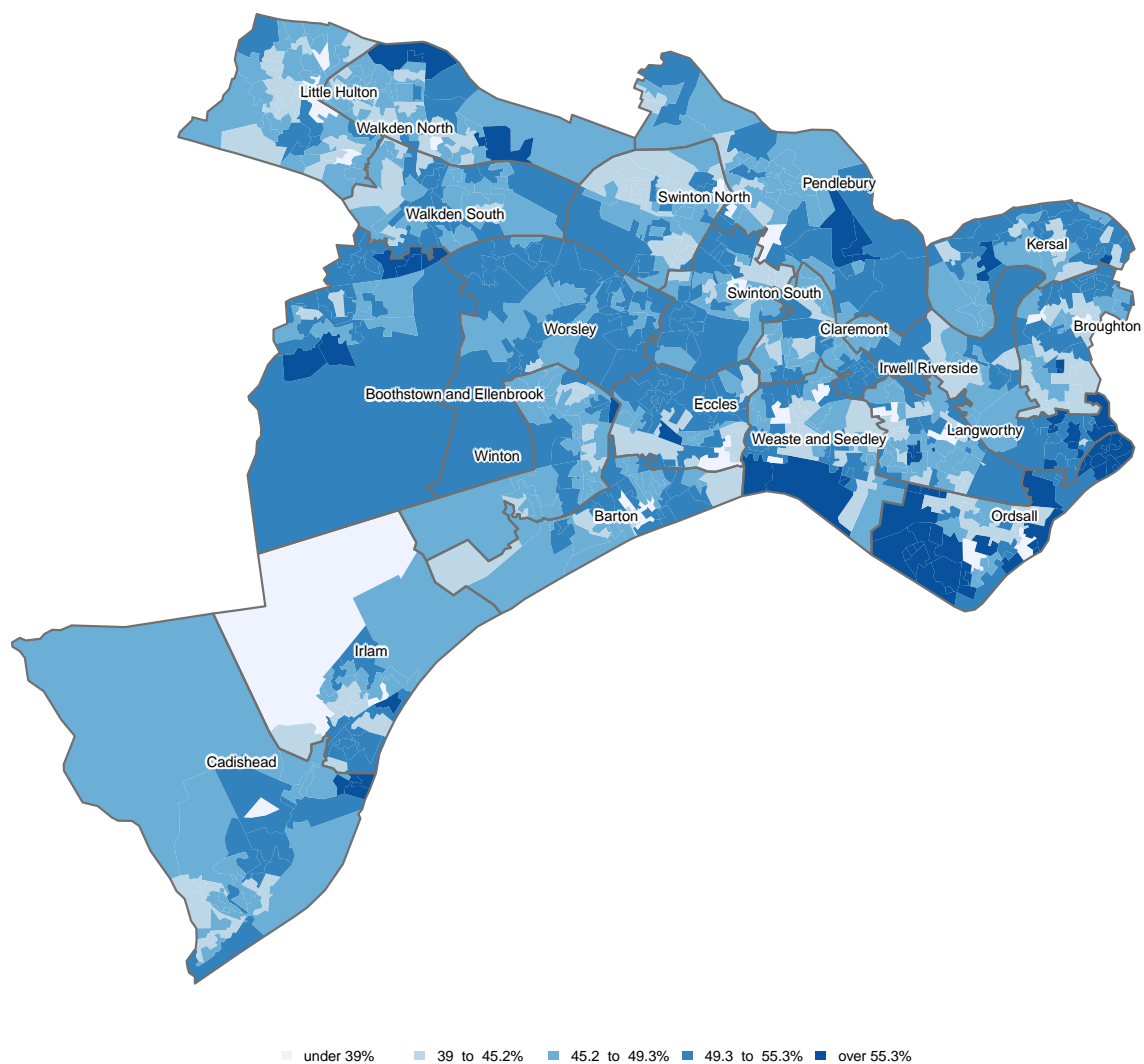 Little Hulton
Walkden North
Pendlebury
Swinton North
Walkden South
Kersal
Swinton South
Broughton
Worsley
Claremont
Irwell Riverside
Boothstown and Ellenbrook
Eccles
Langworthy
Weaste and Seedley
Winton
Barton
Ordsall
Irlam
Cadishead
under 39%
39 to 45.2%
45.2 to 49.3%
49.3 to 55.3%
over 55.3%